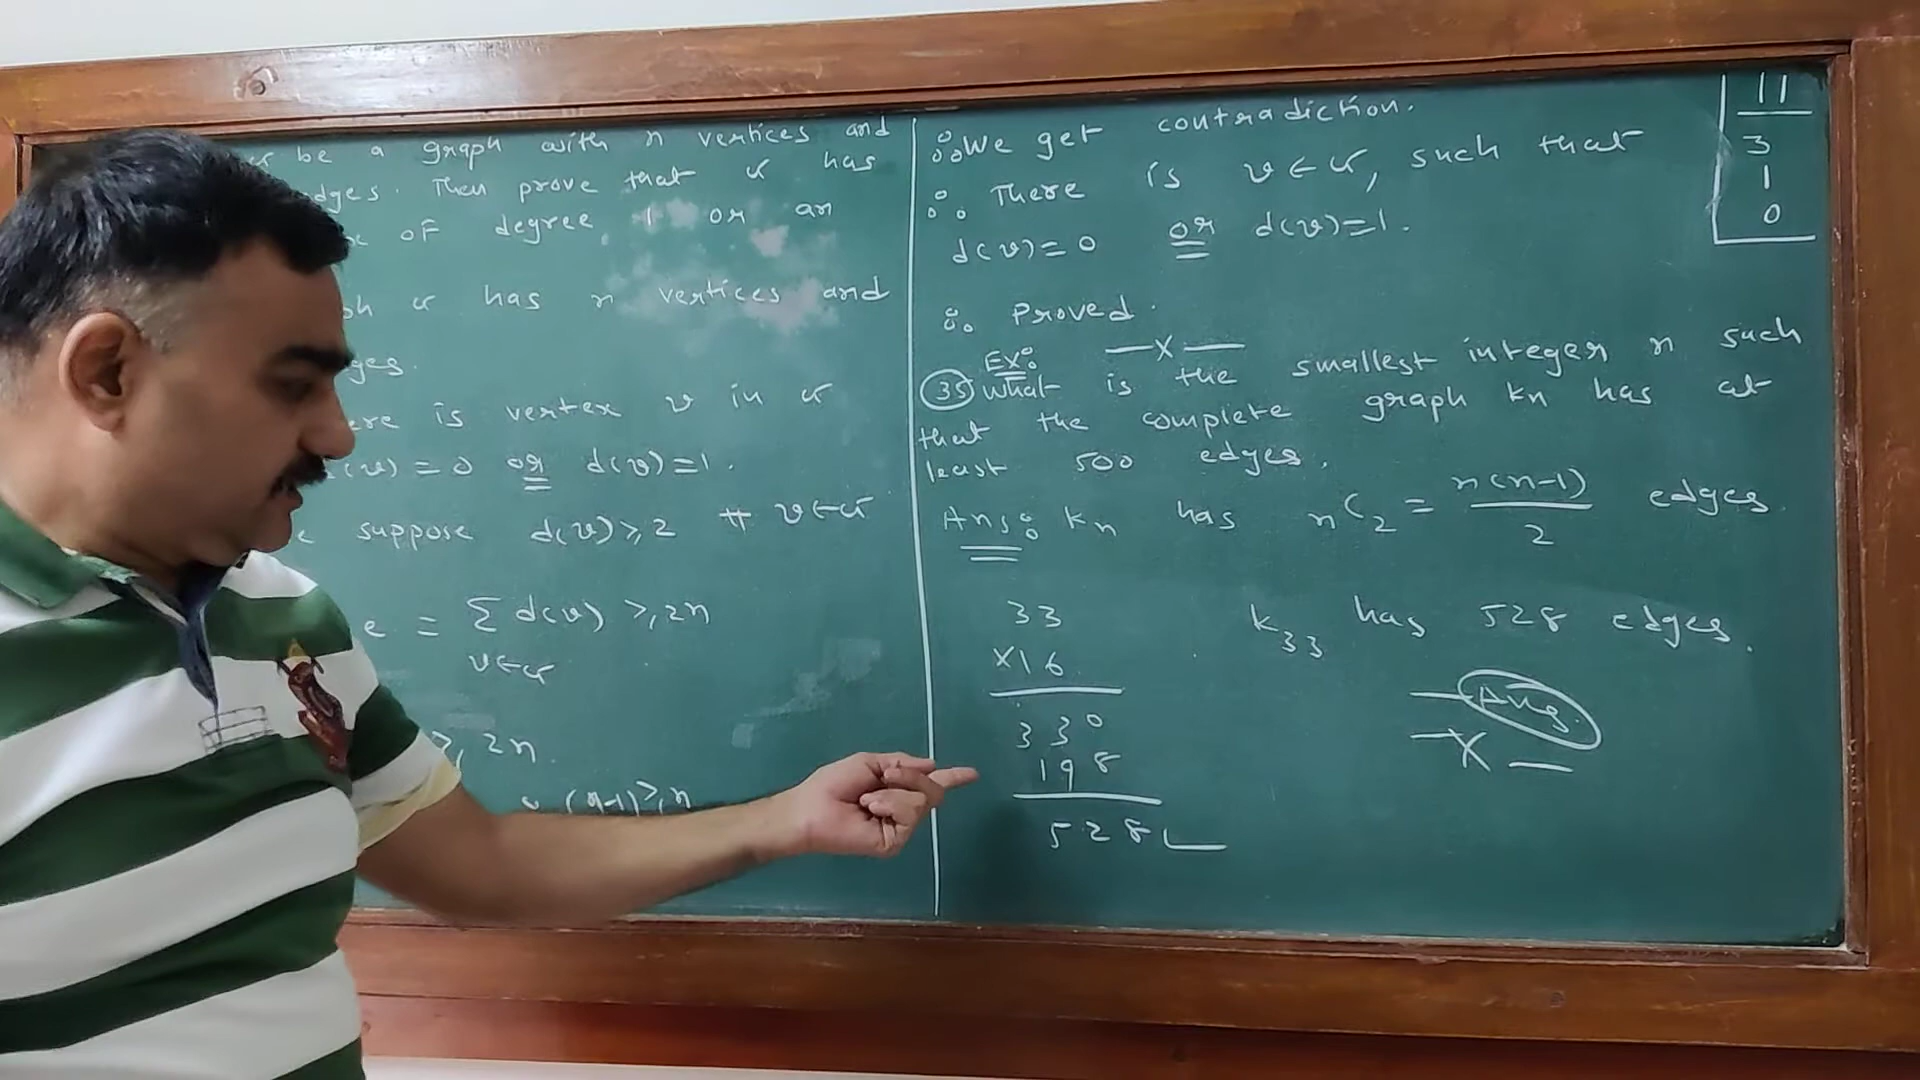 be a graph with n vertices and
edges. Then prove that G has
of degree 1 or an
G has n vertices and
is vertex v in G
(v) = 0 or d(v)=1.
suppose d(v)≥2 ∀ v∈G
e = Σ d(v) ≥ 2n
v∈G
≥ 2n.
(n-1)≥n
∴ We get contradiction.
∴ There is v∈G, such that
d(v)=0 or d(v)=1.
∴ Proved.
—x—
Ex:
35 What is the smallest integer n such
that the complete graph Kn has at
least 500 edges.
Ans: Kn has nC2 = n(n-1)/2 edges.
33
x16
330
198
528
K33 has 528 edges.
Ans.
—x—
11
3
1
0